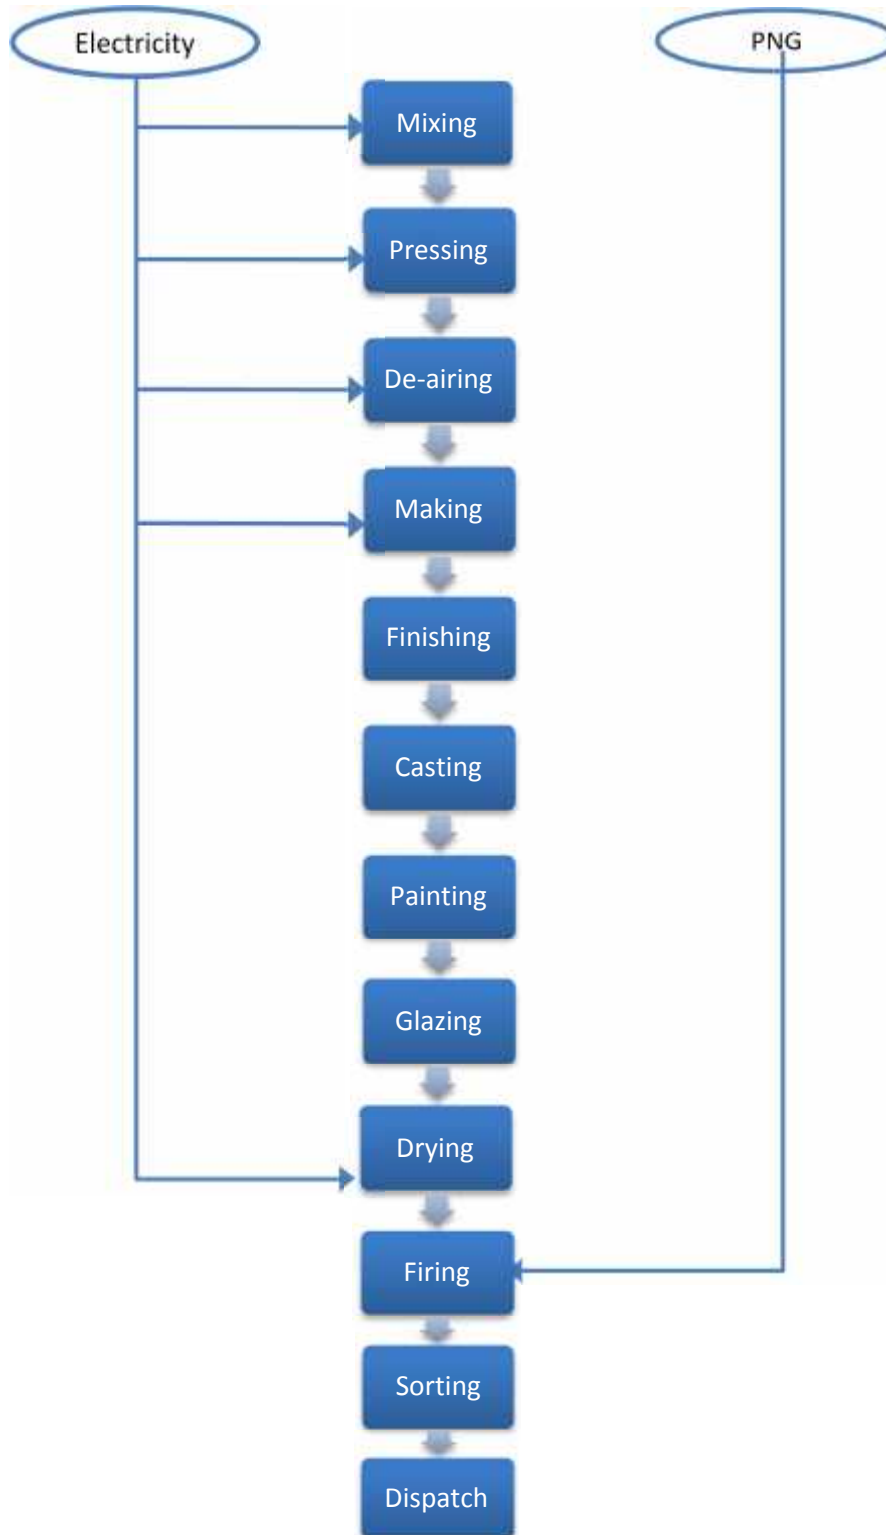 Electricity
PNG
Mixing
Pressing
De-airing
Making
Finishing
Casting
Painting
Glazing
Drying
Firing
Sorting
Dispatch